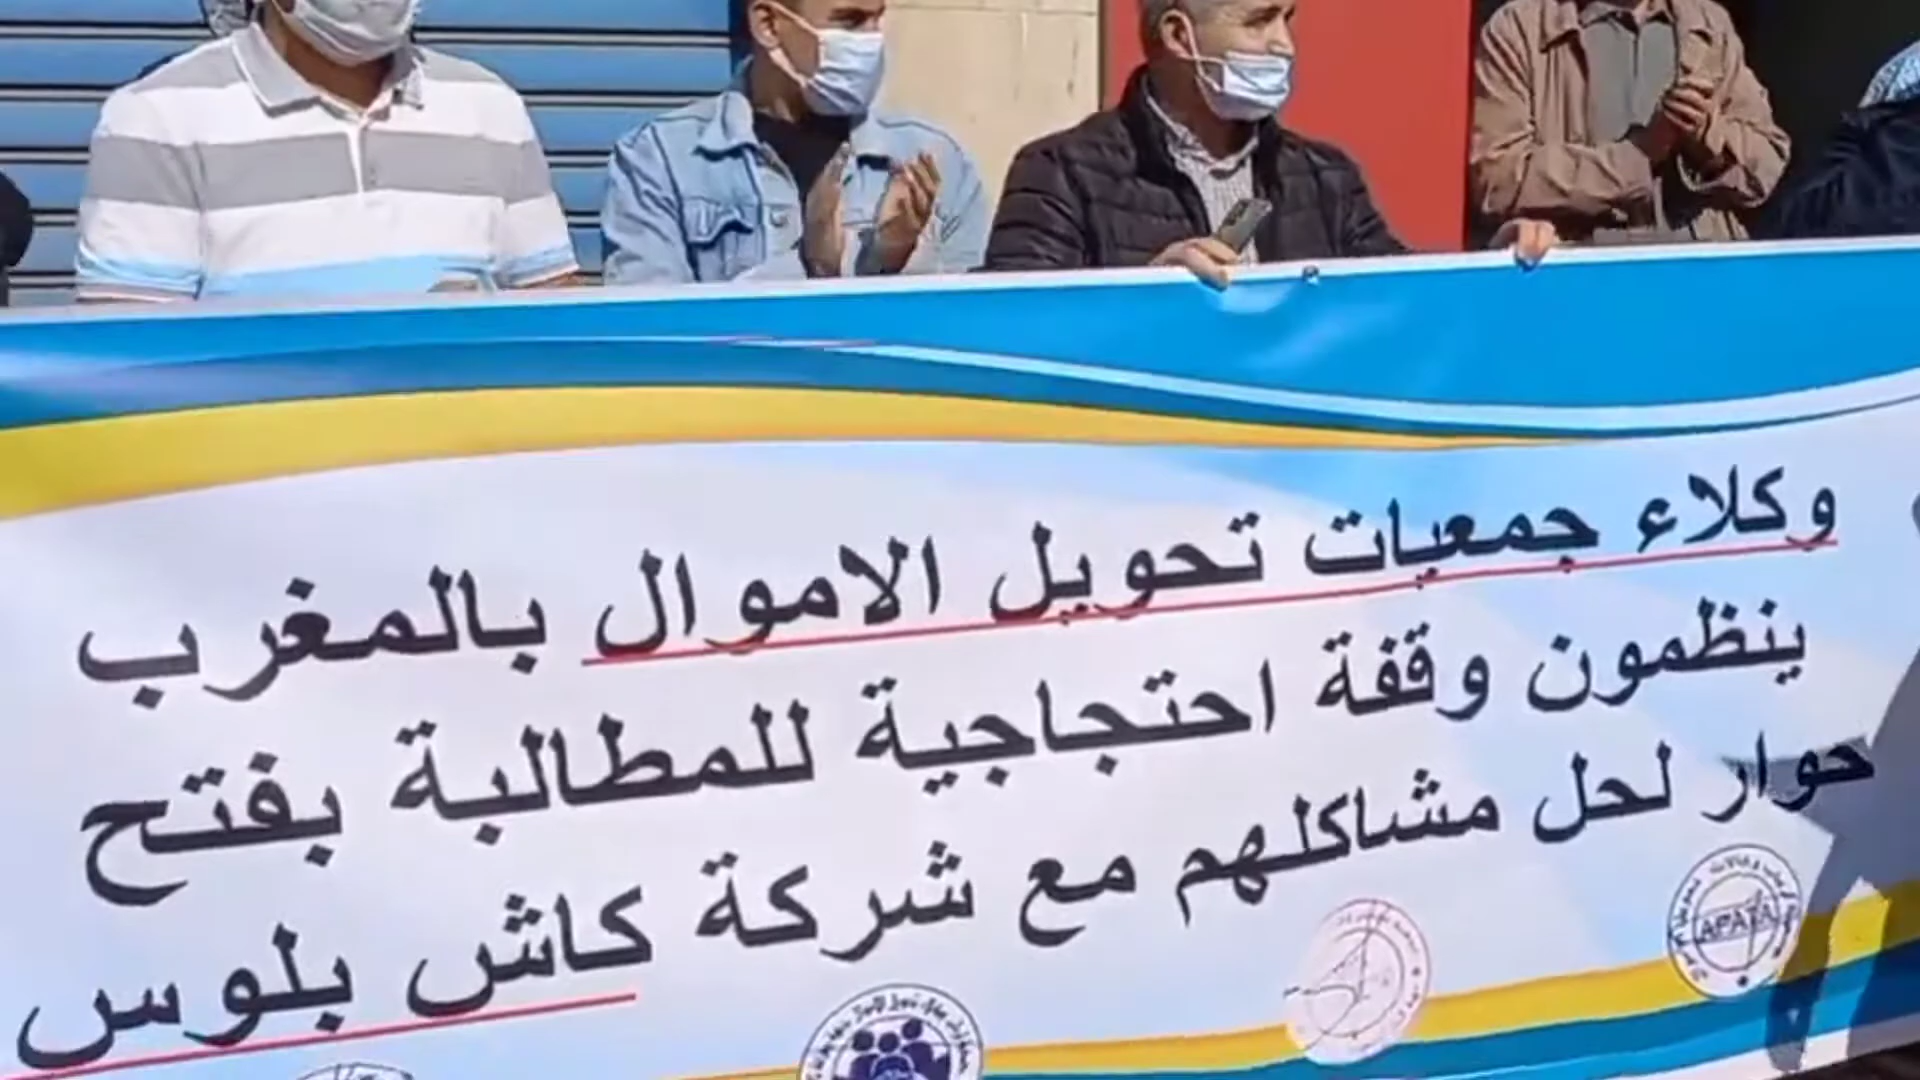 وكلاء جمعيات تحويل الاموال بالمغرب
ينظمون وقفة احتجاجية للمطالبة بفتح
حوار لحل مشاكلهم مع شركة كاش بلوس